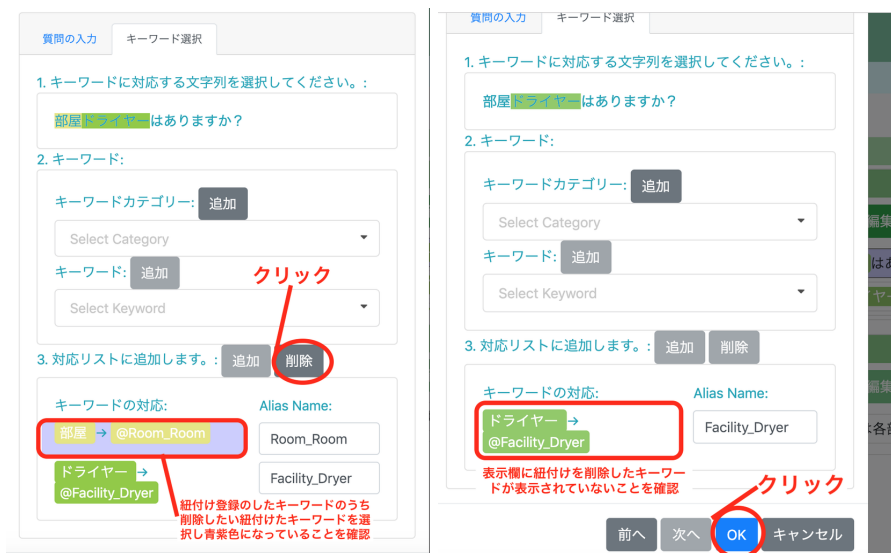 質問の入力
キーワード選択
1. キーワードに対応する文字列を選択してください。:
部屋ドライヤーはありますか？
2. キーワード:
キーワードカテゴリー: 追加
Select Category
キーワード: 追加
クリック
Select Keyword
3. 対応リストに追加します。: 追加 削除
キーワードの対応:
Alias Name:
部屋 → @Room_Room
Room_Room
ドライヤー →
@Facility_Dryer
Facility_Dryer
紐付け登録のしたキーワードのうち
削除したい紐付けたキーワードを選
択し青紫色になっていることを確認
質問の入力
キーワード選択
1. キーワードに対応する文字列を選択してください。:
部屋ドライヤーはありますか？
2. キーワード:
キーワードカテゴリー: 追加
Select Category
キーワード: 追加
Select Keyword
3. 対応リストに追加します。: 追加 削除
キーワードの対応:
Alias Name:
ドライヤー →
@Facility_Dryer
Facility_Dryer
表示欄に紐付けを削除したキーワー
ドが表示されていないことを確認
クリック
前へ 次へ OK キャンセル
編集
はあ
ヤー
編集
は各部